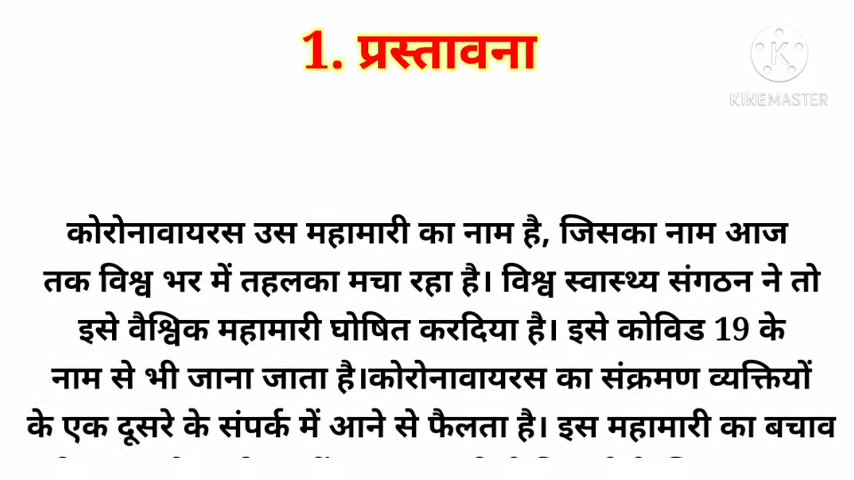 1. प्रस्तावना
KINEMASTER
कोरोनावायरस उस महामारी का नाम है, जिसका नाम आज
तक विश्व भर में तहलका मचा रहा है। विश्व स्वास्थ्य संगठन ने तो
इसे वैश्विक महामारी घोषित करदिया है। इसे कोविड 19 के
नाम से भी जाना जाता है।कोरोनावायरस का संक्रमण व्यक्तियों
के एक दूसरे के संपर्क में आने से फैलता है। इस महामारी का बचाव